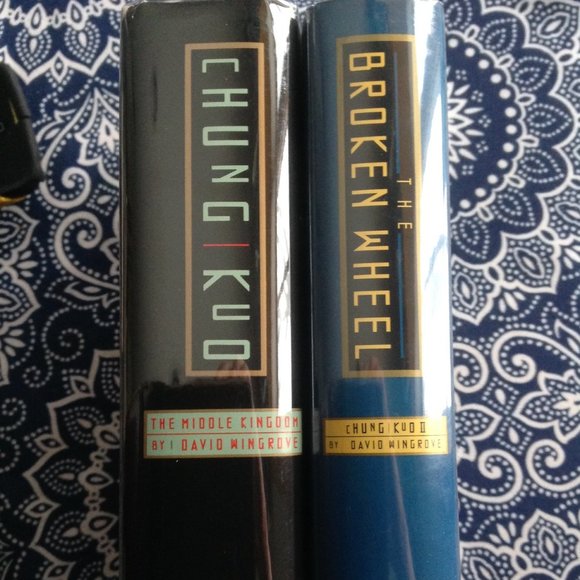 CHUNG|KUO
THE MIDDLE KINGDOM
BY | DAVID WINGROVE
THE
BROKEN WHEEL
CHUNG|KUO II
BY DAVID WINGROVE